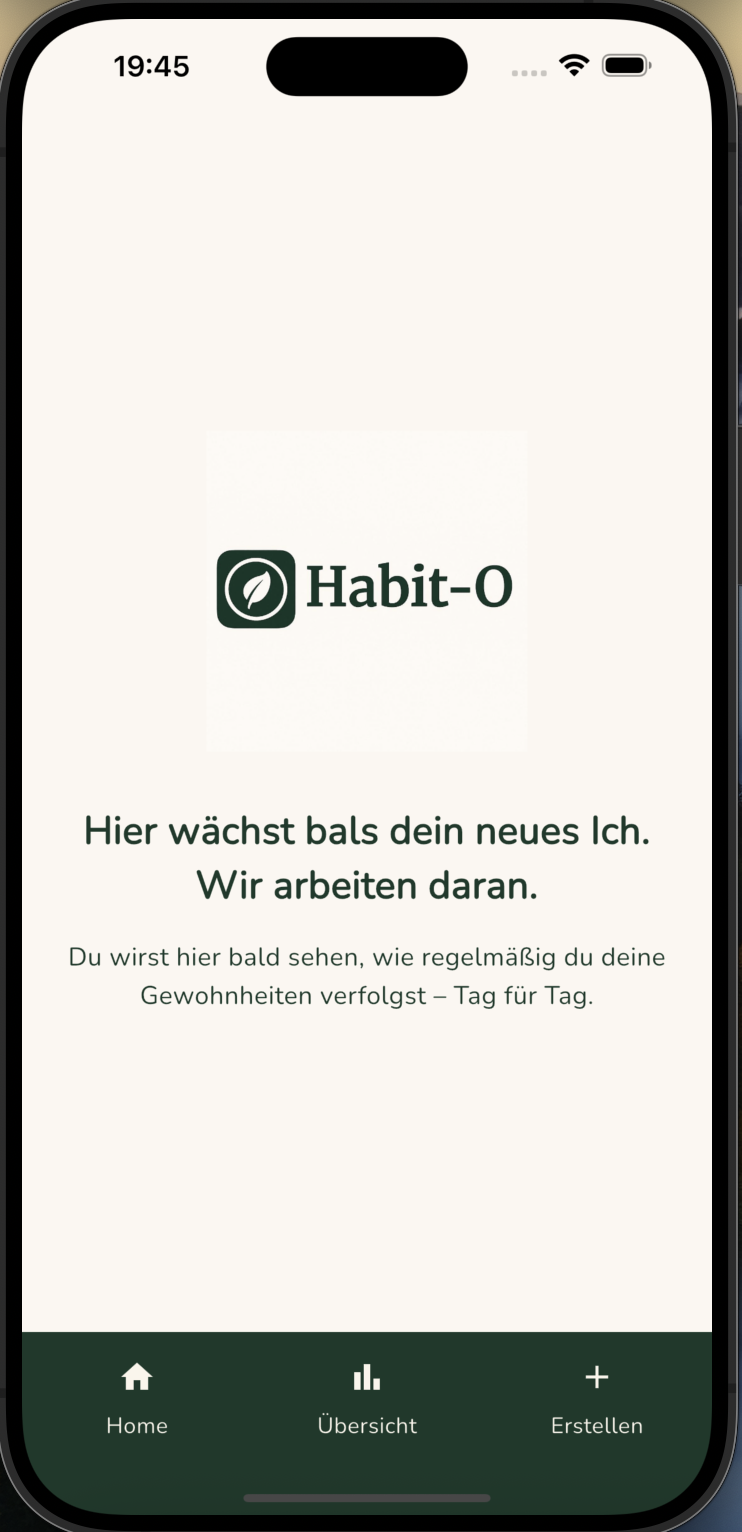 19:45
Habit-O
Hier wächst bals dein neues Ich.
Wir arbeiten daran.
Du wirst hier bald sehen, wie regelmäßig du deine
Gewohnheiten verfolgst – Tag für Tag.
Home
Übersicht
Erstellen